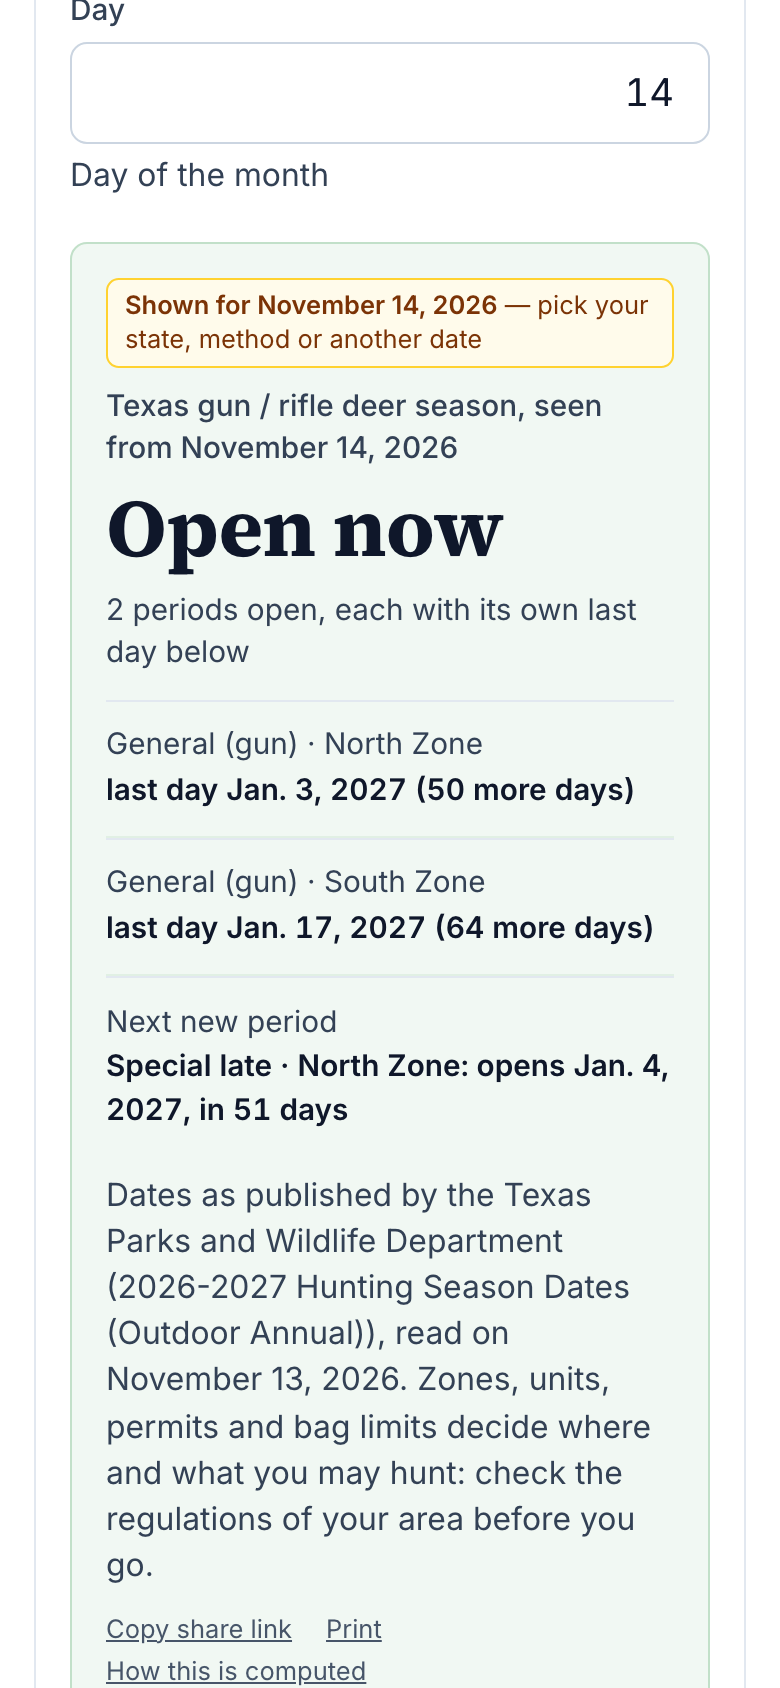 Day
14
Day of the month
Shown for November 14, 2026 — pick your
state, method or another date
Texas gun / rifle deer season, seen
from November 14, 2026
Open now
2 periods open, each with its own last
day below
General (gun) · North Zone
last day Jan. 3, 2027 (50 more days)
General (gun) · South Zone
last day Jan. 17, 2027 (64 more days)
Next new period
Special late · North Zone: opens Jan. 4,
2027, in 51 days
Dates as published by the Texas
Parks and Wildlife Department
(2026-2027 Hunting Season Dates
(Outdoor Annual)), read on
November 13, 2026. Zones, units,
permits and bag limits decide where
and what you may hunt: check the
regulations of your area before you
go.
Copy share link Print
How this is computed